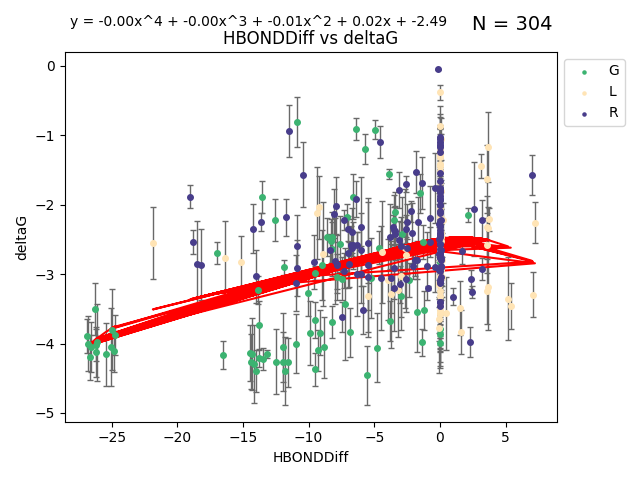 y = -0.00x^4 + -0.00x^3 + -0.01x^2 + 0.02x + -2.49
N = 304
HBONDDiff vs deltaG
deltaG
0
−1
−2
−3
−4
−5
−25
−20
−15
−10
−5
0
5
HBONDDiff
G
L
R